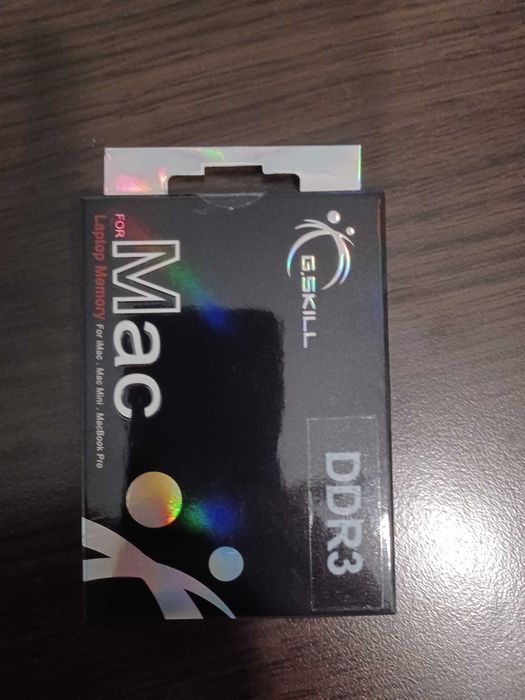 G.SKILL
DDR3
FOR
Mac
Laptop Memory For iMac , Mac Mini , MacBook Pro